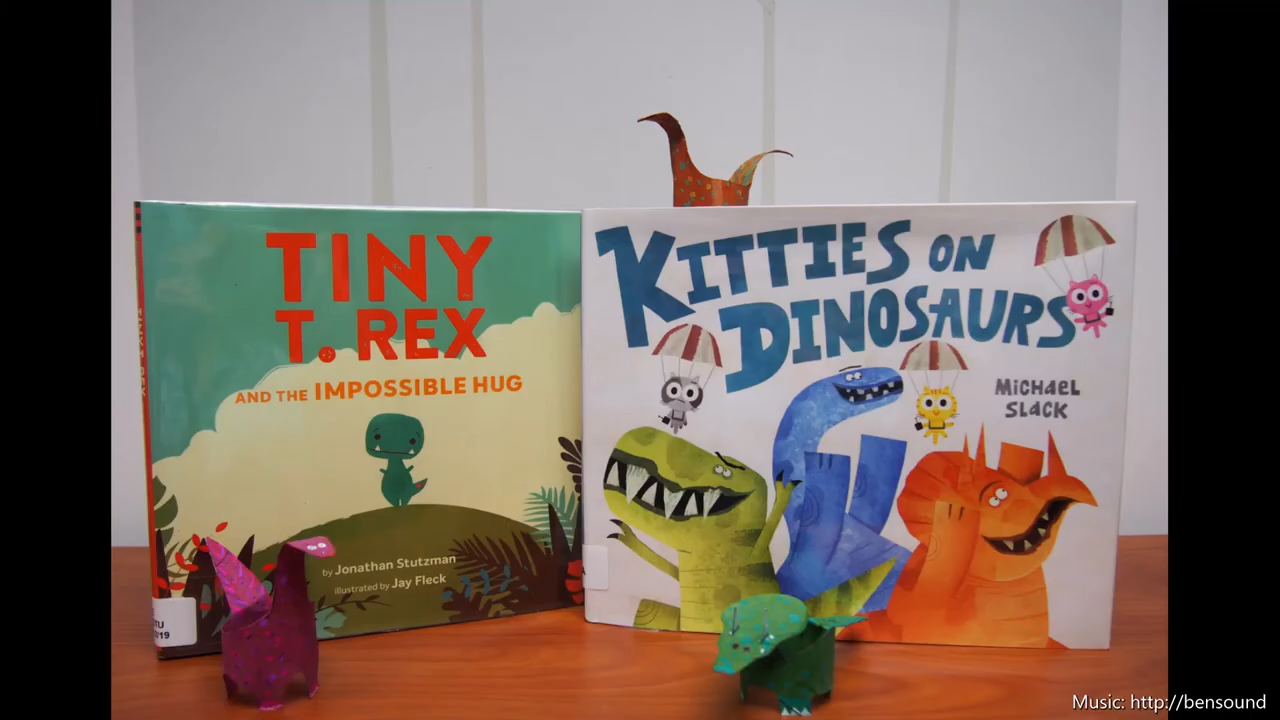 TINY
T. REX
AND THE IMPOSSIBLE HUG
by Jonathan Stutzman
illustrated by Jay Fleck
KITTIES ON
DINOSAURS
MICHAEL
SLACK
Music: http://bensound